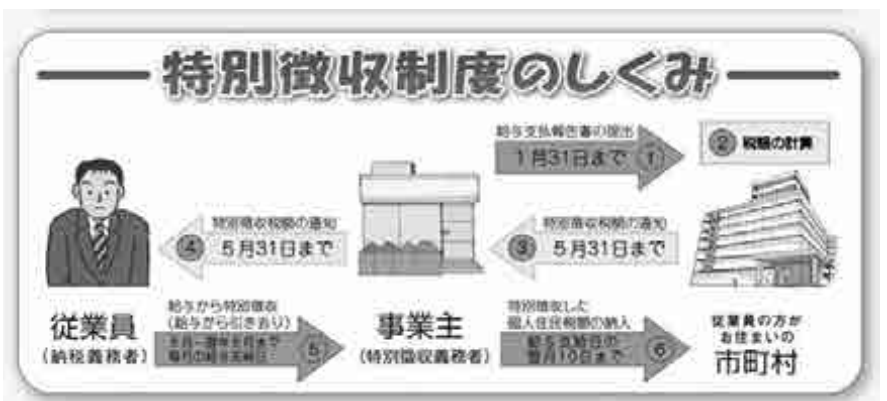 特別徴収制度のしくみ
給与支払報告書の提出
1月31日まで ①
② 税額の計算
特別徴収税額の通知
④ 5月31日まで
特別徴収税額の通知
③ 5月31日まで
従業員
(納税義務者)
給与から特別徴収
(給与から引きおり)
6月~翌年5月まで
毎月の給与支給日
⑤
事業主
(特別徴収義務者)
特別徴収した
個人住民税額の納入
給与支給日の
翌月10日まで
⑥
従業員の方が
お住まいの
市町村